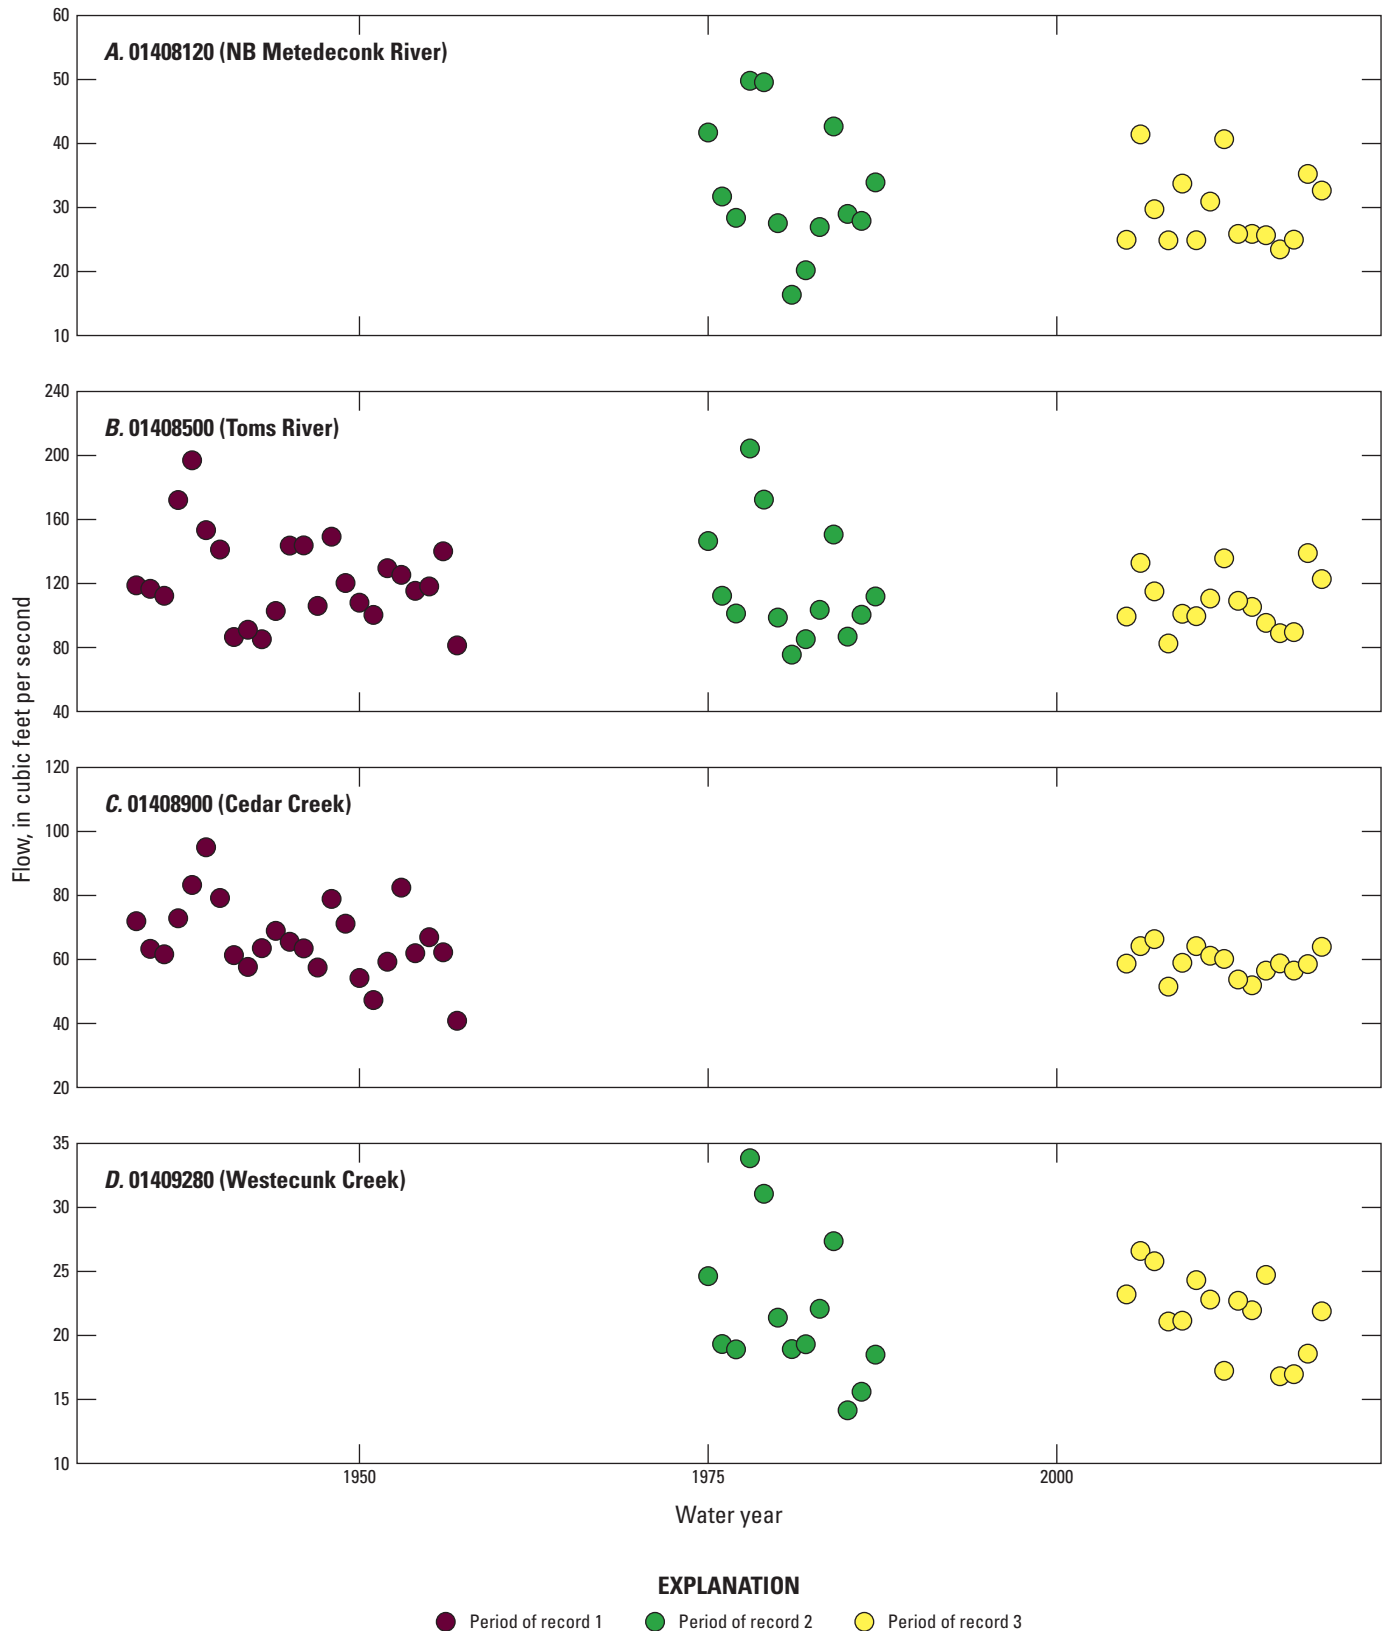 60
A. 01408120 (NB Metedeconk River)
50
40
30
20
10
240
B. 01408500 (Toms River)
200
160
120
80
40
Flow, in cubic feet per second
120
C. 01408900 (Cedar Creek)
100
80
60
40
20
35
D. 01409280 (Westecunk Creek)
30
25
20
15
10
1950 1975 2000
Water year
EXPLANATION
Period of record 1 Period of record 2 Period of record 3